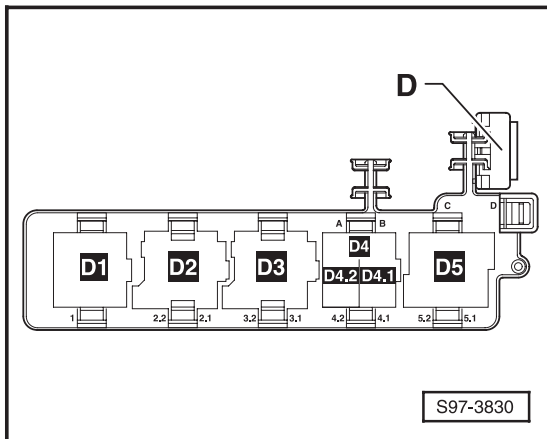 D
A B C D
D4
D1 D2 D3 D4.2 D4.1 D5
1 2.2 2.1 3.2 3.1 4.2 4.1 5.2 5.1
S97-3830